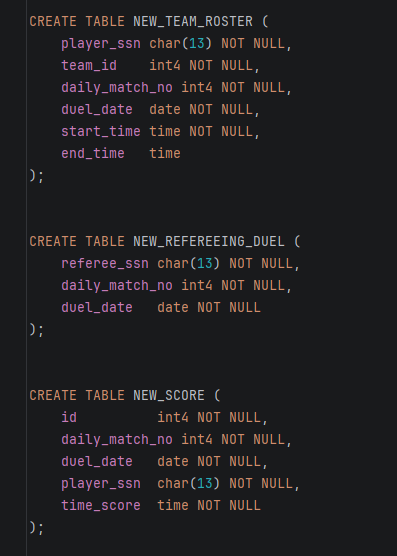 CREATE TABLE NEW_TEAM_ROSTER (
    player_ssn char(13) NOT NULL,
    team_id    int4 NOT NULL,
    daily_match_no int4 NOT NULL,
    duel_date  date NOT NULL,
    start_time time NOT NULL,
    end_time   time
);
CREATE TABLE NEW_REFEREEING_DUEL (
    referee_ssn char(13) NOT NULL,
    daily_match_no int4 NOT NULL,
    duel_date   date NOT NULL
);
CREATE TABLE NEW_SCORE (
    id          int4 NOT NULL,
    daily_match_no int4 NOT NULL,
    duel_date   date NOT NULL,
    player_ssn  char(13) NOT NULL,
    time_score  time NOT NULL
);